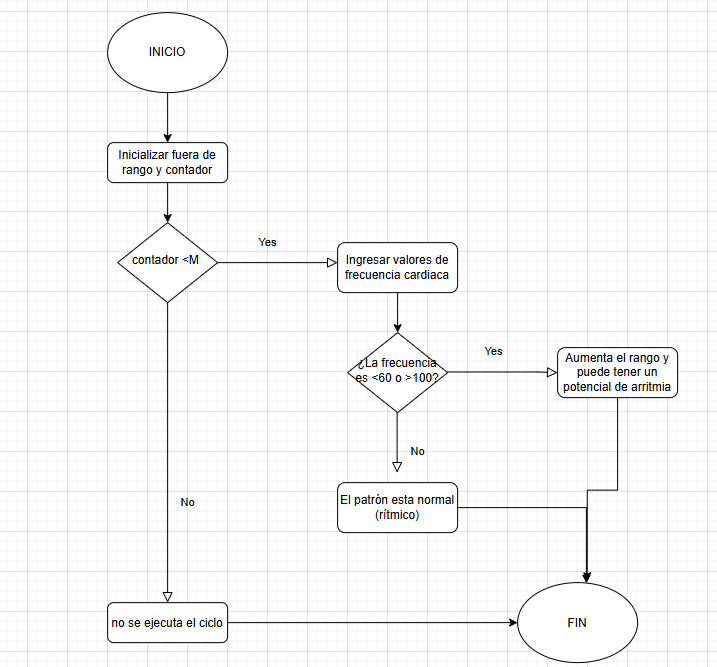 INICIO
Inicializar fuera de
rango y contador
contador <M
Yes
Ingresar valores de
frecuencia cardiaca
¿La frecuencia
es <60 o >100?
Yes
Aumenta el rango y
puede tener un
potencial de arritmia
No
El patrón esta normal
(rítmico)
No
no se ejecuta el ciclo
FIN